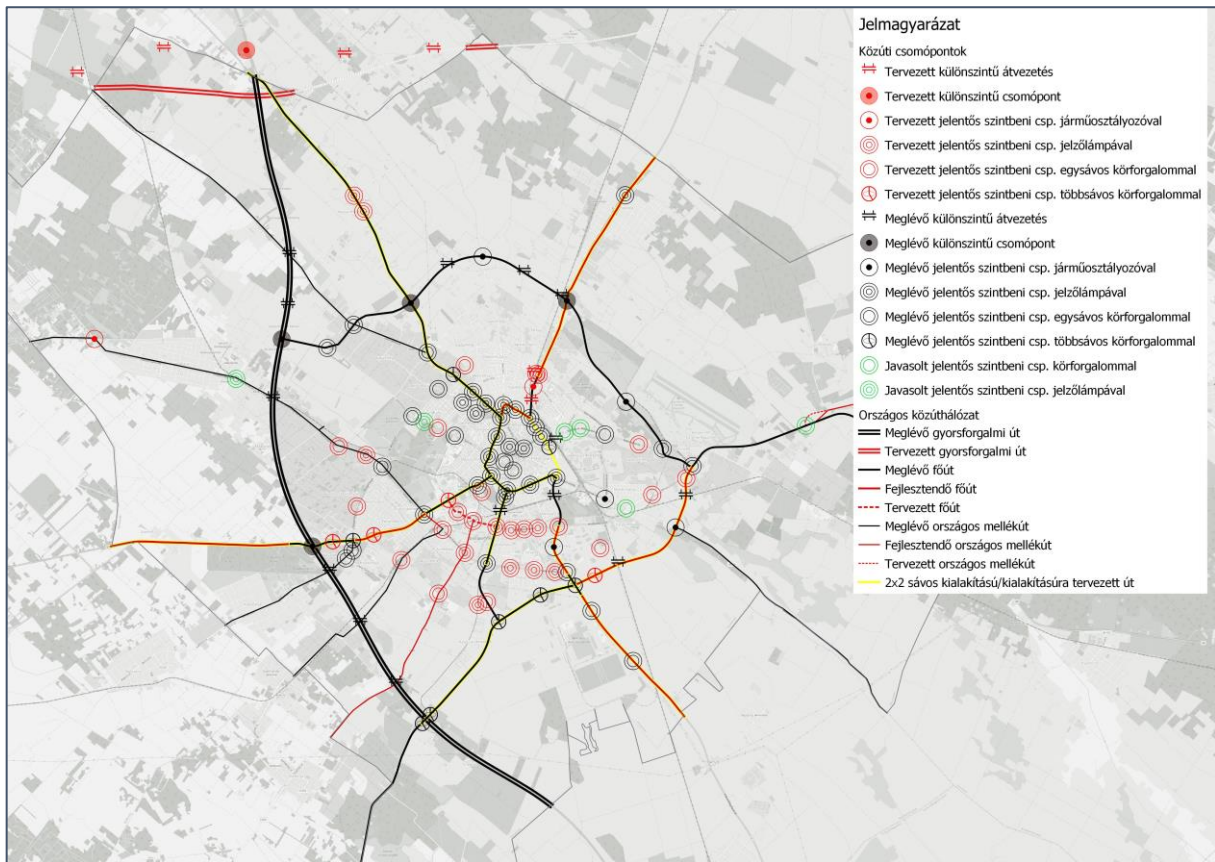 Jelmagyarázat
Közúti csomópontok
Tervezett különszintű átvezetés
Tervezett különszintű csomópont
Tervezett jelentős szintbeni csp. járműosztályozóval
Tervezett jelentős szintbeni csp. jelzőlámpával
Tervezett jelentős szintbeni csp. egysávos körforgalommal
Tervezett jelentős szintbeni csp. többsávos körforgalommal
Meglévő különszintű átvezetés
Meglévő különszintű csomópont
Meglévő jelentős szintbeni csp. járműosztályozóval
Meglévő jelentős szintbeni csp. jelzőlámpával
Meglévő jelentős szintbeni csp. egysávos körforgalommal
Meglévő jelentős szintbeni csp. többsávos körforgalommal
Javasolt jelentős szintbeni csp. körforgalommal
Javasolt jelentős szintbeni csp. jelzőlámpával
Országos közúthálózat
Meglévő gyorsforgalmi út
Tervezett gyorsforgalmi út
Meglévő főút
Fejlesztendő főút
Tervezett főút
Meglévő országos mellékút
Fejlesztendő országos mellékút
Tervezett országos mellékút
2x2 sávos kialakítású/kialakításúra tervezett út